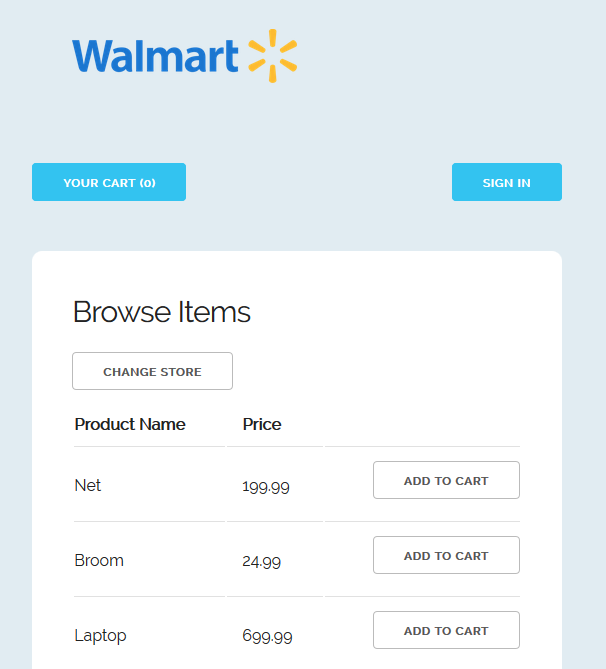 Walmart
YOUR CART (0)
SIGN IN
Browse Items
CHANGE STORE
Product Name Price
Net 199.99 ADD TO CART
Broom 24.99 ADD TO CART
Laptop 699.99 ADD TO CART